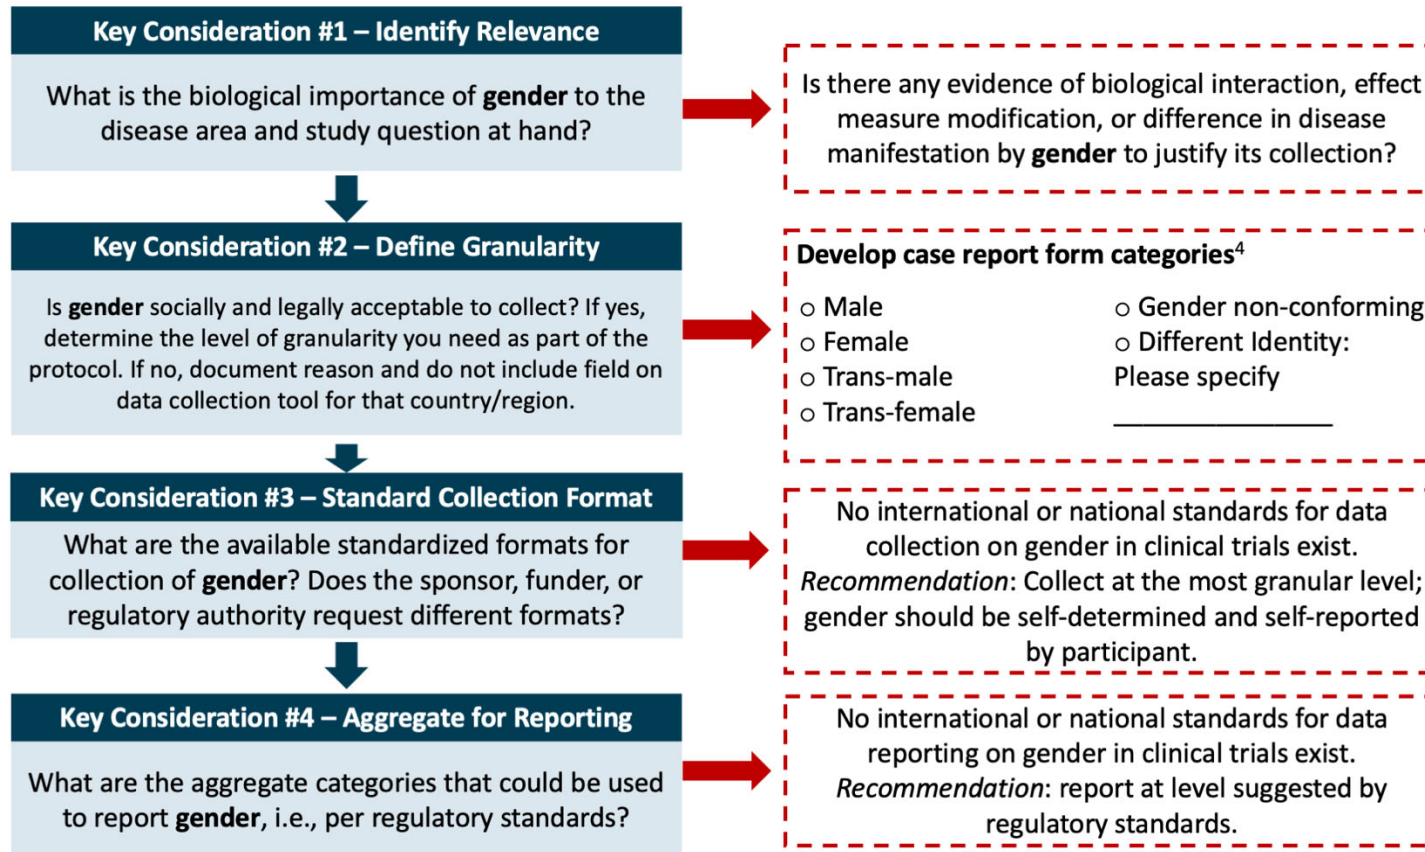 Key Consideration #1 – Identify Relevance
What is the biological importance of gender to the
disease area and study question at hand?
Is there any evidence of biological interaction, effect
measure modification, or difference in disease
manifestation by gender to justify its collection?
Key Consideration #2 – Define Granularity
Is gender socially and legally acceptable to collect? If yes,
determine the level of granularity you need as part of the
protocol. If no, document reason and do not include field on
data collection tool for that country/region.
Develop case report form categories⁴
○ Male
○ Female
○ Trans-male
○ Trans-female
○ Gender non-conforming
○ Different Identity:
Please specify
_______________
Key Consideration #3 – Standard Collection Format
What are the available standardized formats for
collection of gender? Does the sponsor, funder, or
regulatory authority request different formats?
No international or national standards for data
collection on gender in clinical trials exist.
Recommendation: Collect at the most granular level;
gender should be self-determined and self-reported
by participant.
Key Consideration #4 – Aggregate for Reporting
What are the aggregate categories that could be used
to report gender, i.e., per regulatory standards?
No international or national standards for data
reporting on gender in clinical trials exist.
Recommendation: report at level suggested by
regulatory standards.